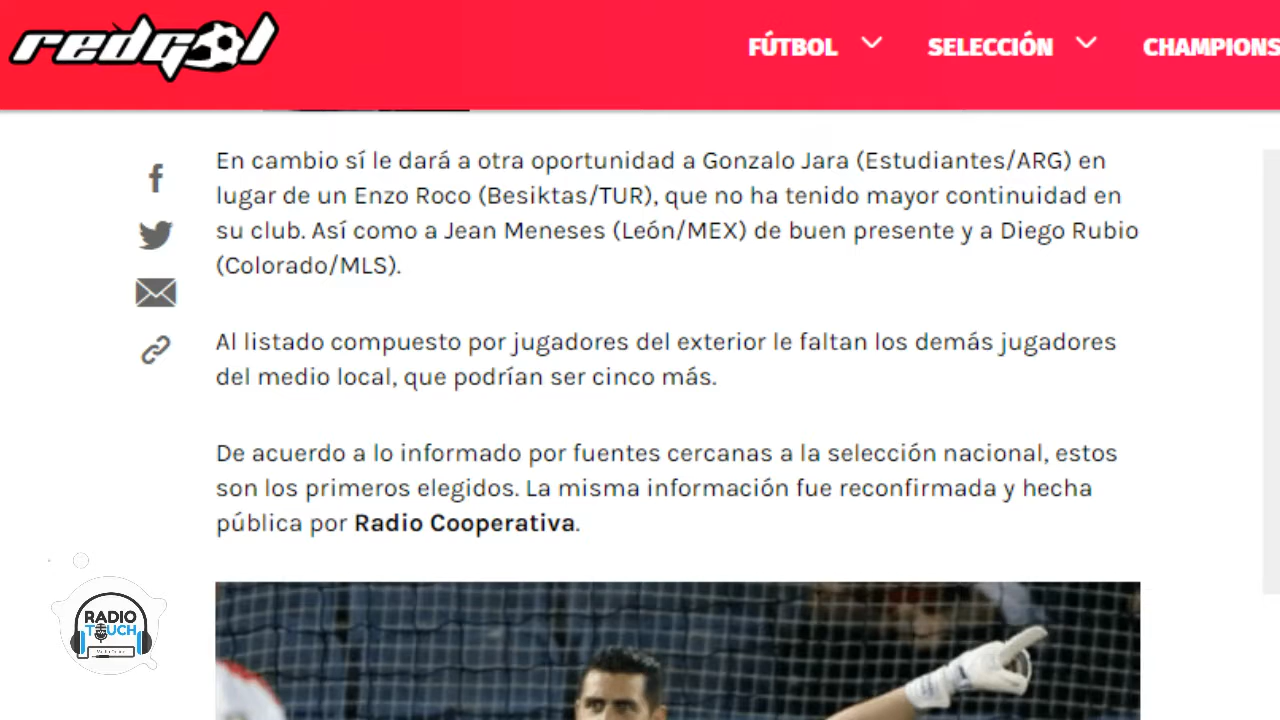 redgol
FÚTBOL
SELECCIÓN
CHAMPIONS
En cambio sí le dará a otra oportunidad a Gonzalo Jara (Estudiantes/ARG) en
lugar de un Enzo Roco (Besiktas/TUR), que no ha tenido mayor continuidad en
su club. Así como a Jean Meneses (León/MEX) de buen presente y a Diego Rubio
(Colorado/MLS).
Al listado compuesto por jugadores del exterior le faltan los demás jugadores
del medio local, que podrían ser cinco más.
De acuerdo a lo informado por fuentes cercanas a la selección nacional, estos
son los primeros elegidos. La misma información fue reconfirmada y hecha
pública por Radio Cooperativa.
RADIO
TOUCH